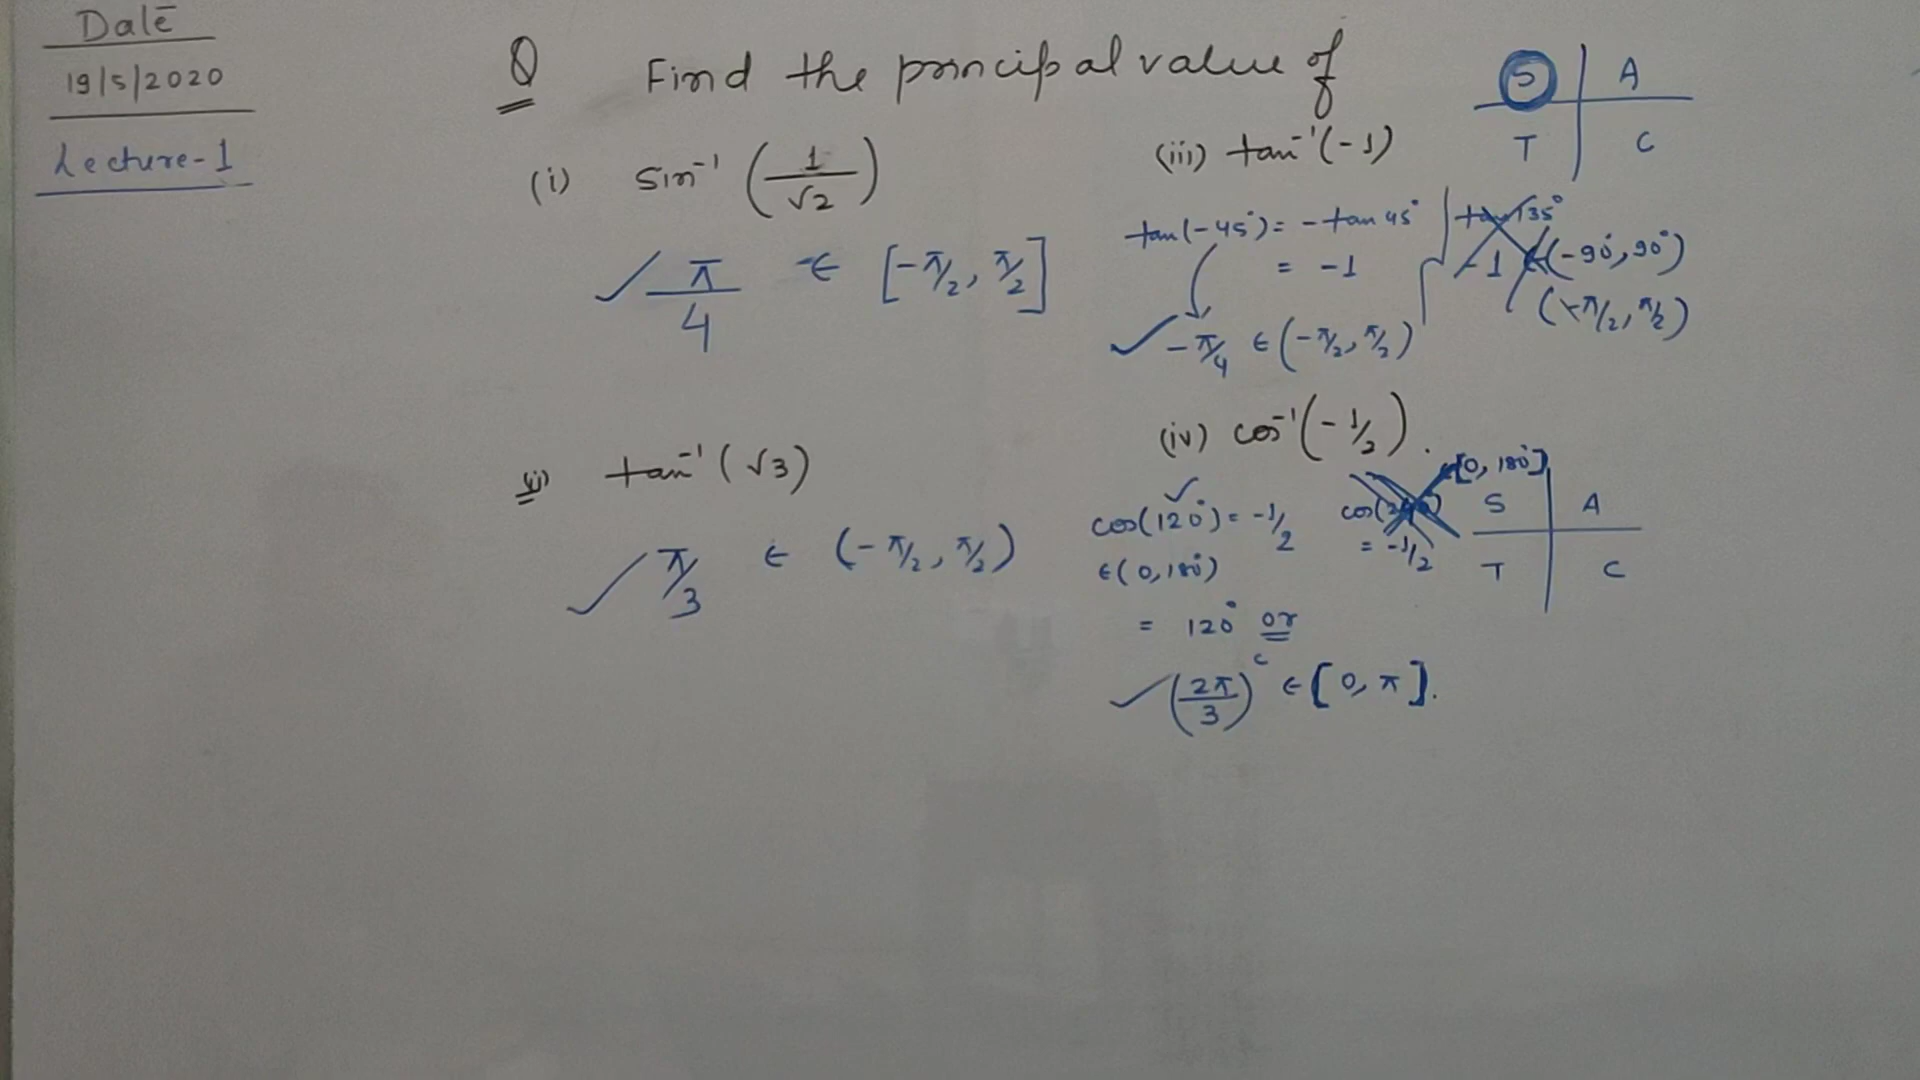 Date
19/5/2020
Lecture-1
Q Find the principal value of
(i) sin⁻¹ (1/√2)
✓ π/4 ∈ [-π/2, π/2]
(ii) tan⁻¹ (√3)
✓ π/3 ∈ (-π/2, π/2)
(iii) tan⁻¹(-1)
S A
T C
tan(-45°) = -tan 45°
= -1
✓ -π/4 ∈ (-π/2, π/2)
tan 135°
-1 ∉ (-90°, 90°)
(-π/2, π/2)
(iv) cos⁻¹(-1/2).
cos(120°) = -1/2
∈ (0, 180°)
= 120° or
✓ (2π/3)ᶜ ∈ [0, π].
cos(240°)
= -1/2
∉ [0, 180°]
S A
T C